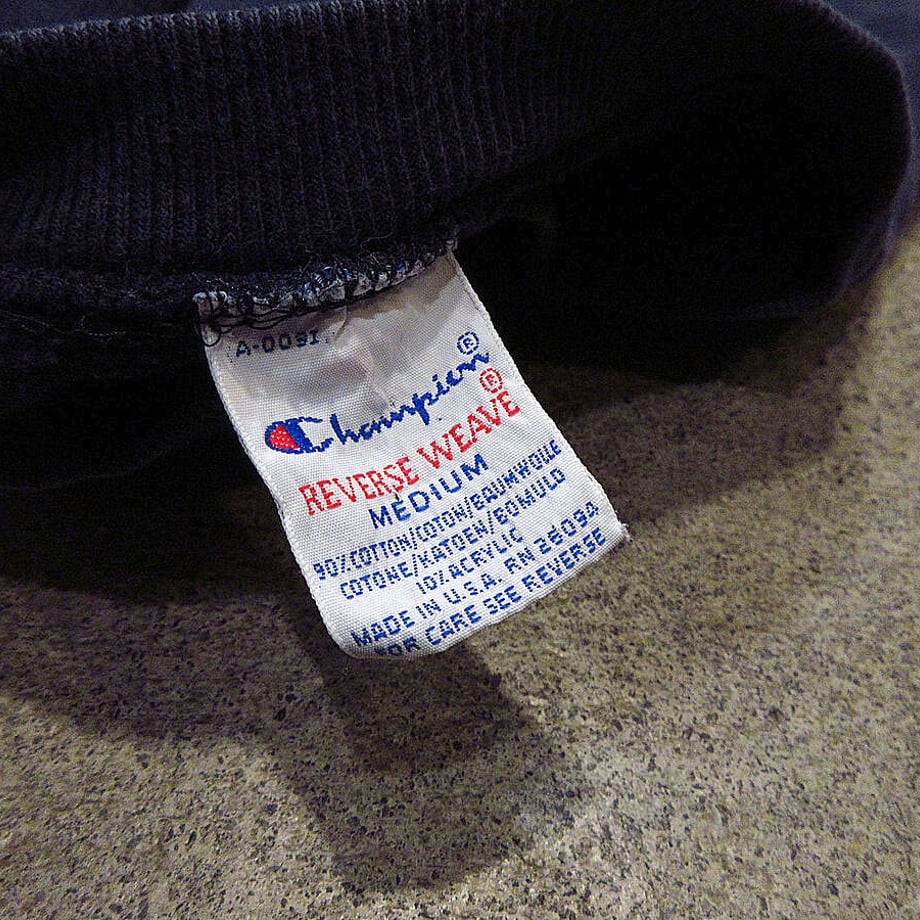 A-0091
Champion®
REVERSE WEAVE®
MEDIUM
90%COTTON/COTON/BAUMWOLLE
COTONE/KATOEN/BOMULD
10%ACRYLIC
MADE IN U.S.A. RN 26094
FOR CARE SEE REVERSE